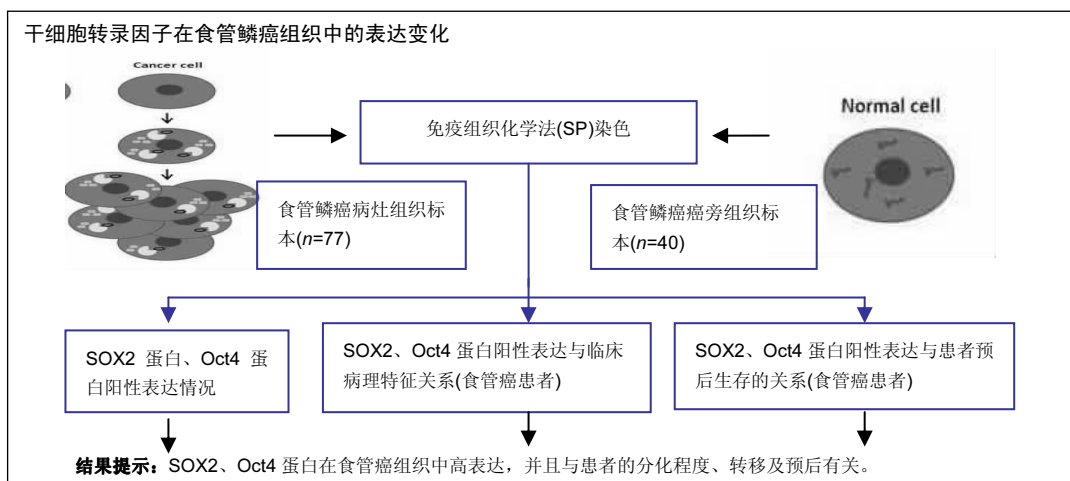 干细胞转录因子在食管鳞癌组织中的表达变化
Cancer cell
Normal cell
免疫组织化学法(SP)染色
食管鳞癌病灶组织标
本(n=77)
食管鳞癌癌旁组织标
本(n=40)
SOX2 蛋白、Oct4 蛋
白阳性表达情况
SOX2、Oct4 蛋白阳性表达与临床
病理特征关系(食管癌患者)
SOX2、Oct4 蛋白阳性表达与患者预
后生存的关系(食管癌患者)
结果提示：SOX2、Oct4 蛋白在食管癌组织中高表达，并且与患者的分化程度、转移及预后有关。